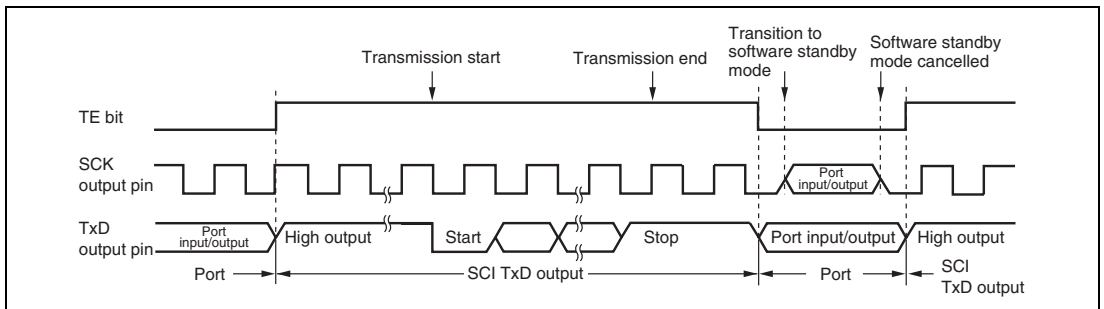 Transmission start
Transmission end
Transition to
software standby
mode
Software standby
mode cancelled
TE bit
SCK
output pin
Port
input/output
TxD
output pin
Port
input/output
High output
Start
Stop
Port input/output
High output
Port
SCI TxD output
Port
SCI
TxD output